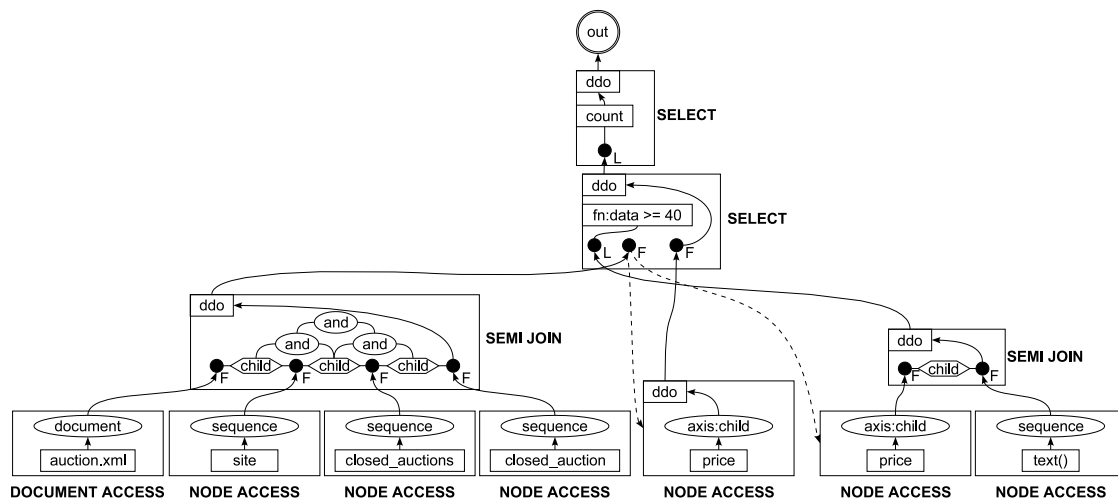 out
ddo
count
SELECT
L
ddo
fn:data >= 40
SELECT
L F F
ddo
and
and and
SEMI JOIN
child child child
F F F F
ddo
SEMI JOIN
child
F F
ddo
document sequence sequence sequence axis:child axis:child sequence
auction.xml site closed_auctions closed_auction price price text()
DOCUMENT ACCESS NODE ACCESS NODE ACCESS NODE ACCESS NODE ACCESS NODE ACCESS NODE ACCESS